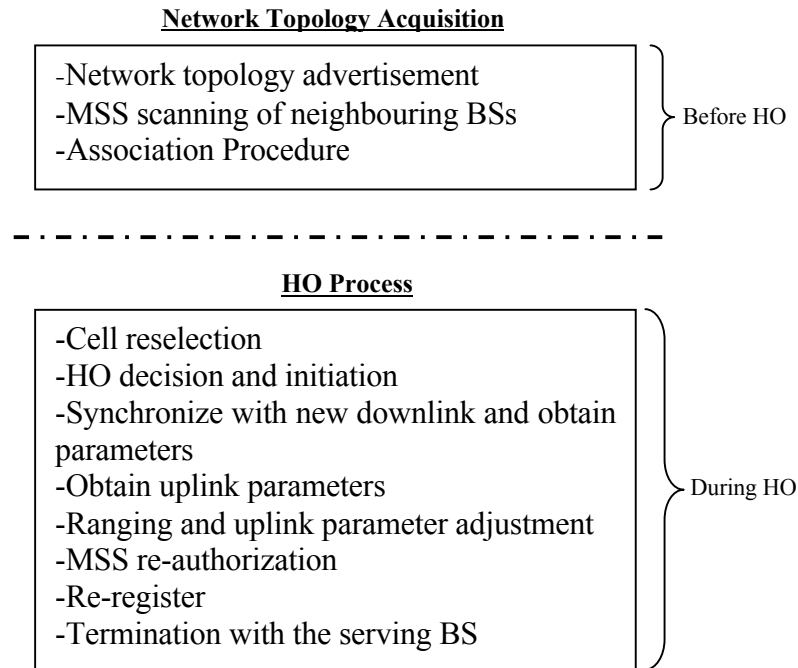 Network Topology Acquisition
-Network topology advertisement
-MSS scanning of neighbouring BSs
-Association Procedure
Before HO
HO Process
-Cell reselection
-HO decision and initiation
-Synchronize with new downlink and obtain
parameters
-Obtain uplink parameters
-Ranging and uplink parameter adjustment
-MSS re-authorization
-Re-register
-Termination with the serving BS
During HO